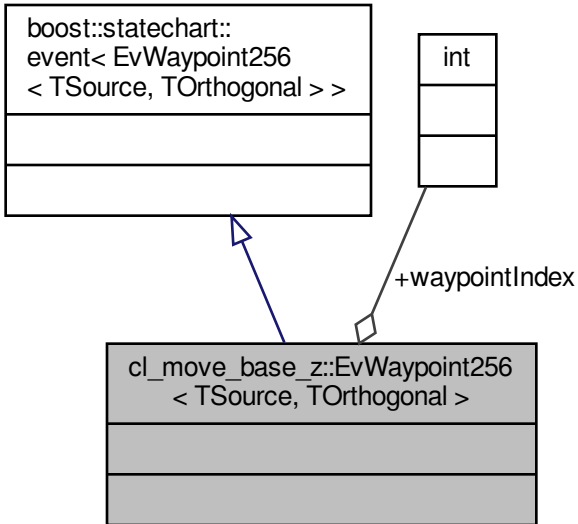 boost::statechart::
event< EvWaypoint256
< TSource, TOrthogonal > >
int
+waypointIndex
cl_move_base_z::EvWaypoint256
< TSource, TOrthogonal >